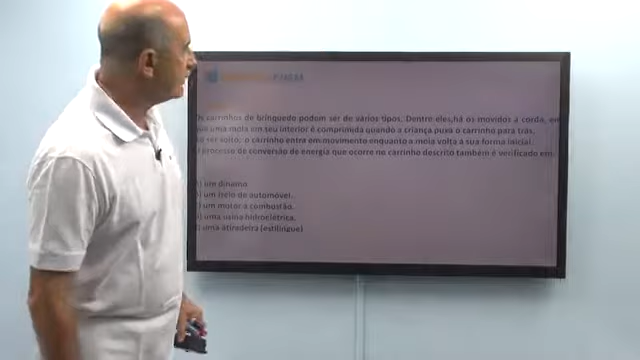 s carrinhos de brinquedo podem ser de vários tipos. Dentre eles,há os movidos a corda, em
uma mola em seu interior é comprimida quando a criança puxa o carrinho para trás.
ser solto, o carrinho entra em movimento enquanto a mola volta a sua forma inicial.
processo de conversão de energia que ocorre no carrinho descrito também é verificado em
) um dínamo
) um freio de automóvel.
) um motor a combustão.
) uma usina hidroelétrica.
) uma atiradeira (estilingue)